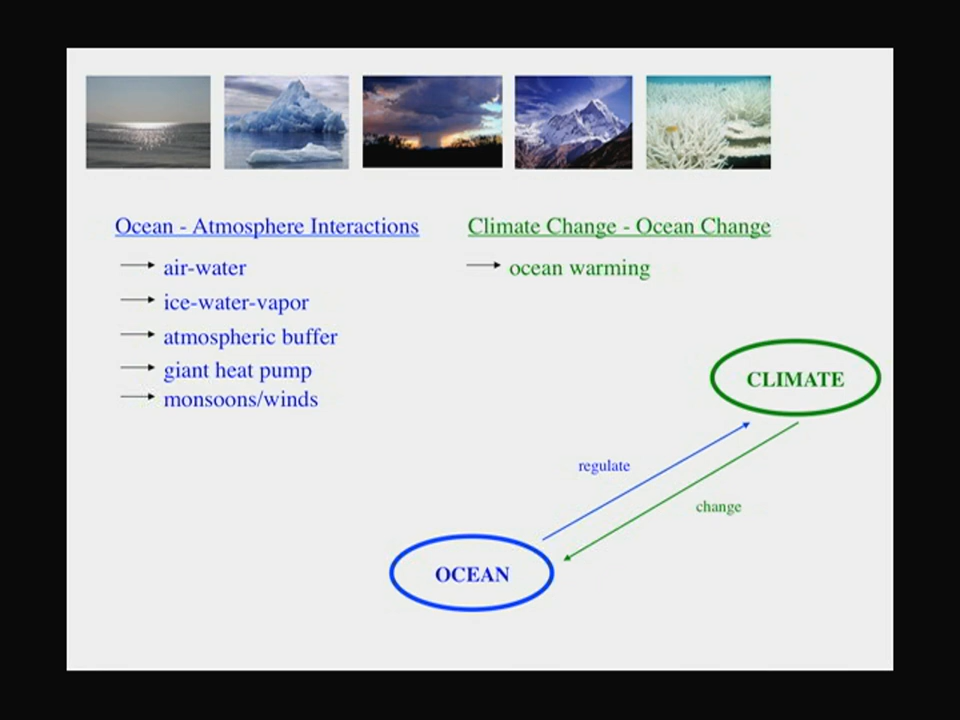 Ocean - Atmosphere Interactions
air-water
ice-water-vapor
atmospheric buffer
giant heat pump
monsoons/winds
Climate Change - Ocean Change
ocean warming
CLIMATE
regulate
change
OCEAN